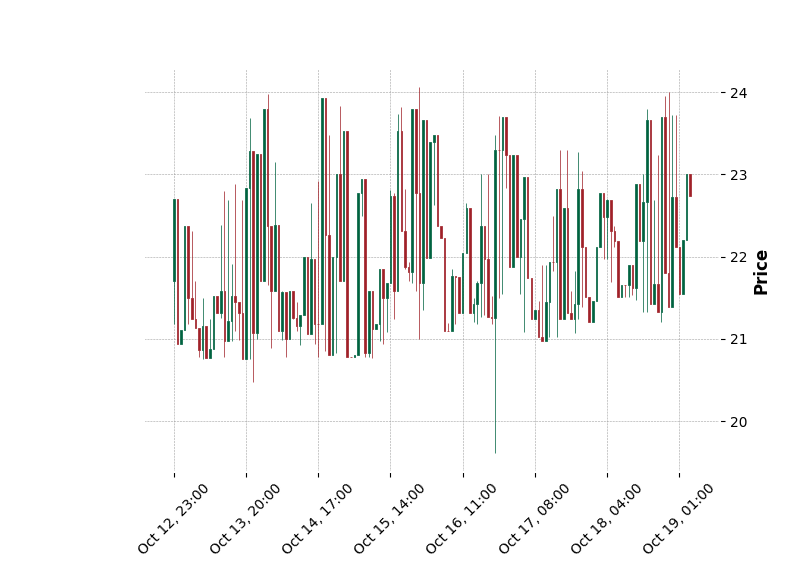 24
23
22
21
20
Price
Oct 12, 23:00
Oct 13, 20:00
Oct 14, 17:00
Oct 15, 14:00
Oct 16, 11:00
Oct 17, 08:00
Oct 18, 04:00
Oct 19, 01:00